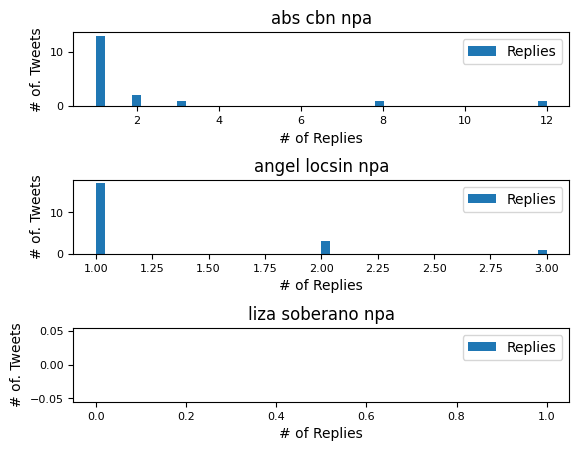 abs cbn npa
# of. Tweets
10
0
Replies
2 4 6 8 10 12
# of Replies
angel locsin npa
# of. Tweets
10
0
Replies
1.00 1.25 1.50 1.75 2.00 2.25 2.50 2.75 3.00
# of Replies
liza soberano npa
# of. Tweets
0.05
0.00
−0.05
Replies
0.0 0.2 0.4 0.6 0.8 1.0
# of Replies